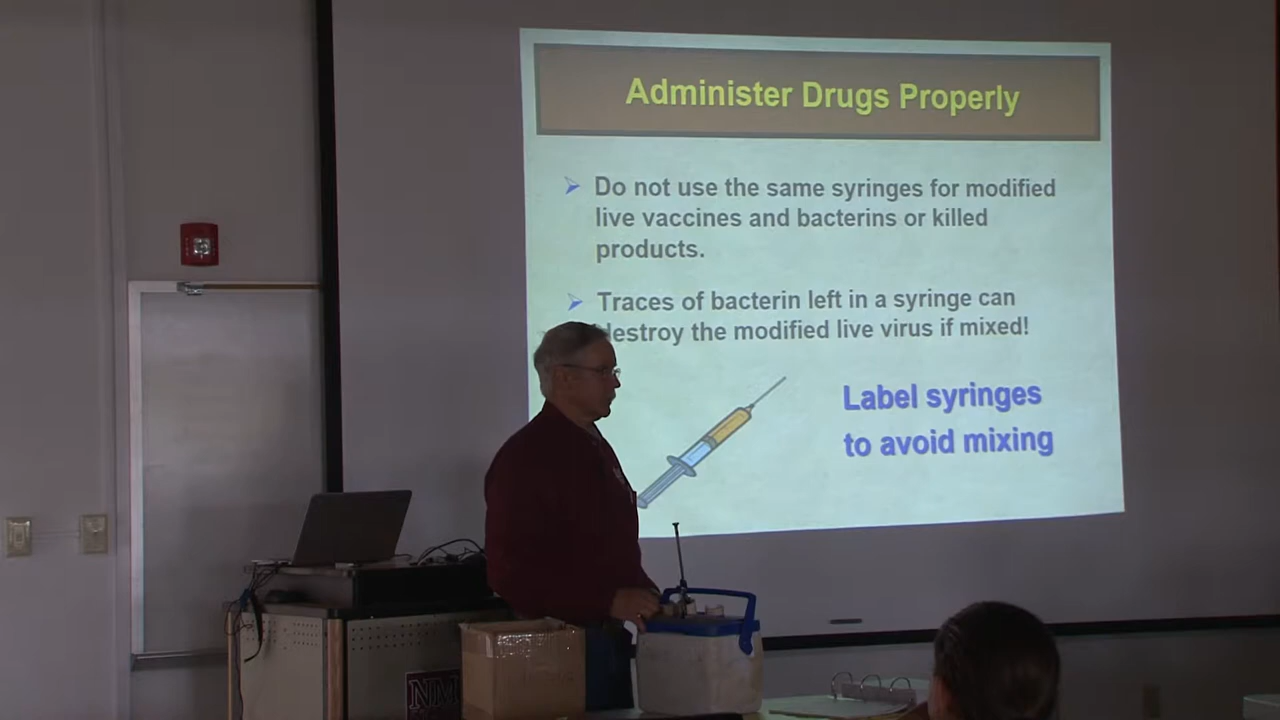 Administer Drugs Properly
Do not use the same syringes for modified
live vaccines and bacterins or killed
products.
Traces of bacterin left in a syringe can
destroy the modified live virus if mixed!
Label syringes
to avoid mixing
NM